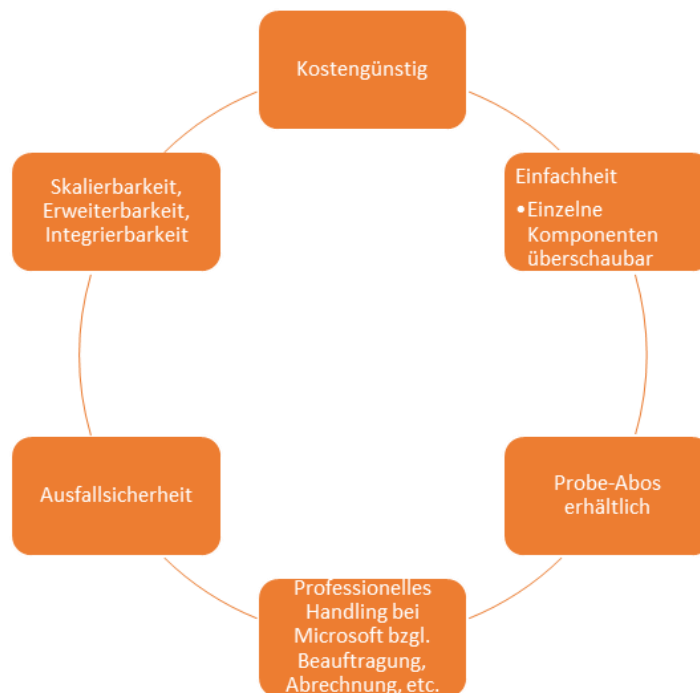 Kostengünstig
Einfachheit
•Einzelne
Komponenten
überschaubar
Probe-Abos
erhältlich
Professionelles
Handling bei
Microsoft bzgl.
Beauftragung,
Abrechnung, etc.
Ausfallsicherheit
Skalierbarkeit,
Erweiterbarkeit,
Integrierbarkeit